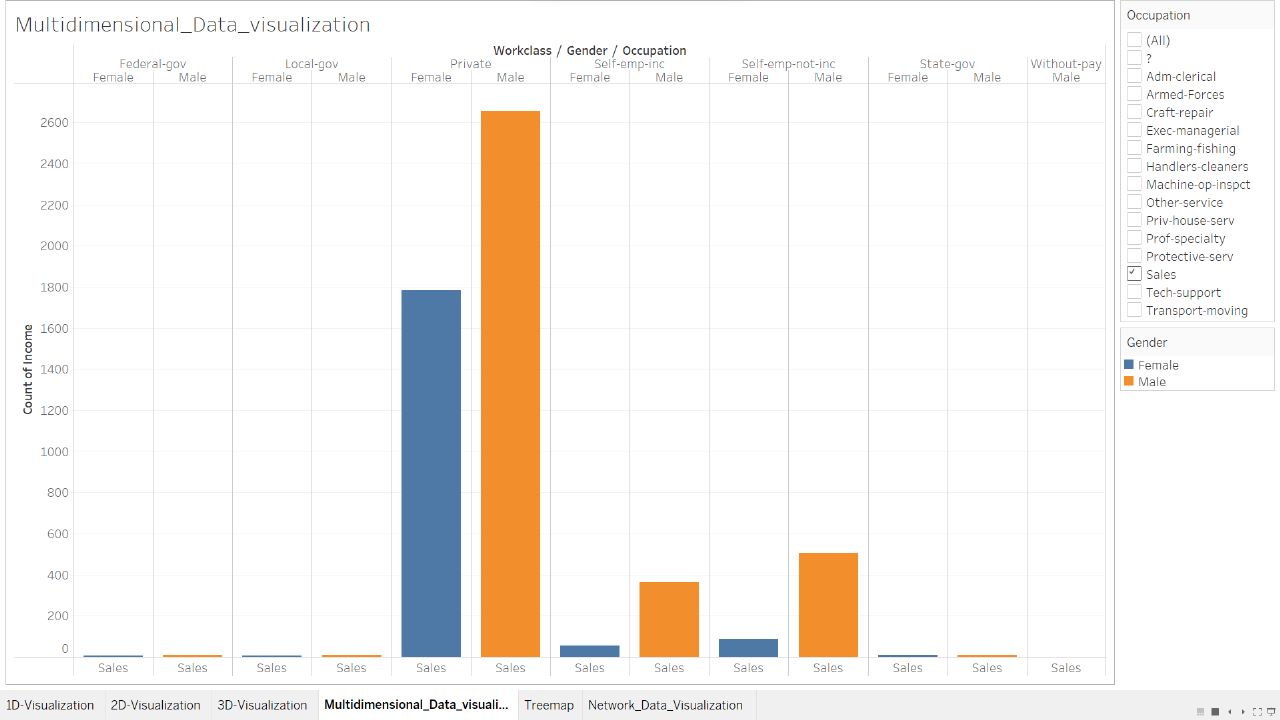 Multidimensional_Data_visualization
Workclass / Gender / Occupation
Federal-gov Local-gov Private Self-emp-inc Self-emp-not-inc State-gov Without-pay
Female Male Female Male Female Male Female Male Female Male Female Male Male
2600
2400
2200
2000
1800
1600
1400
1200
1000
800
600
400
200
0
Count of Income
Sales Sales Sales Sales Sales Sales Sales Sales Sales Sales Sales Sales Sales
Occupation
(All)
?
Adm-clerical
Armed-Forces
Craft-repair
Exec-managerial
Farming-fishing
Handlers-cleaners
Machine-op-inspct
Other-service
Priv-house-serv
Prof-specialty
Protective-serv
Sales
Tech-support
Transport-moving
Gender
Female
Male
1D-Visualization 2D-Visualization 3D-Visualization Multidimensional_Data_visuali... Treemap Network_Data_Visualization